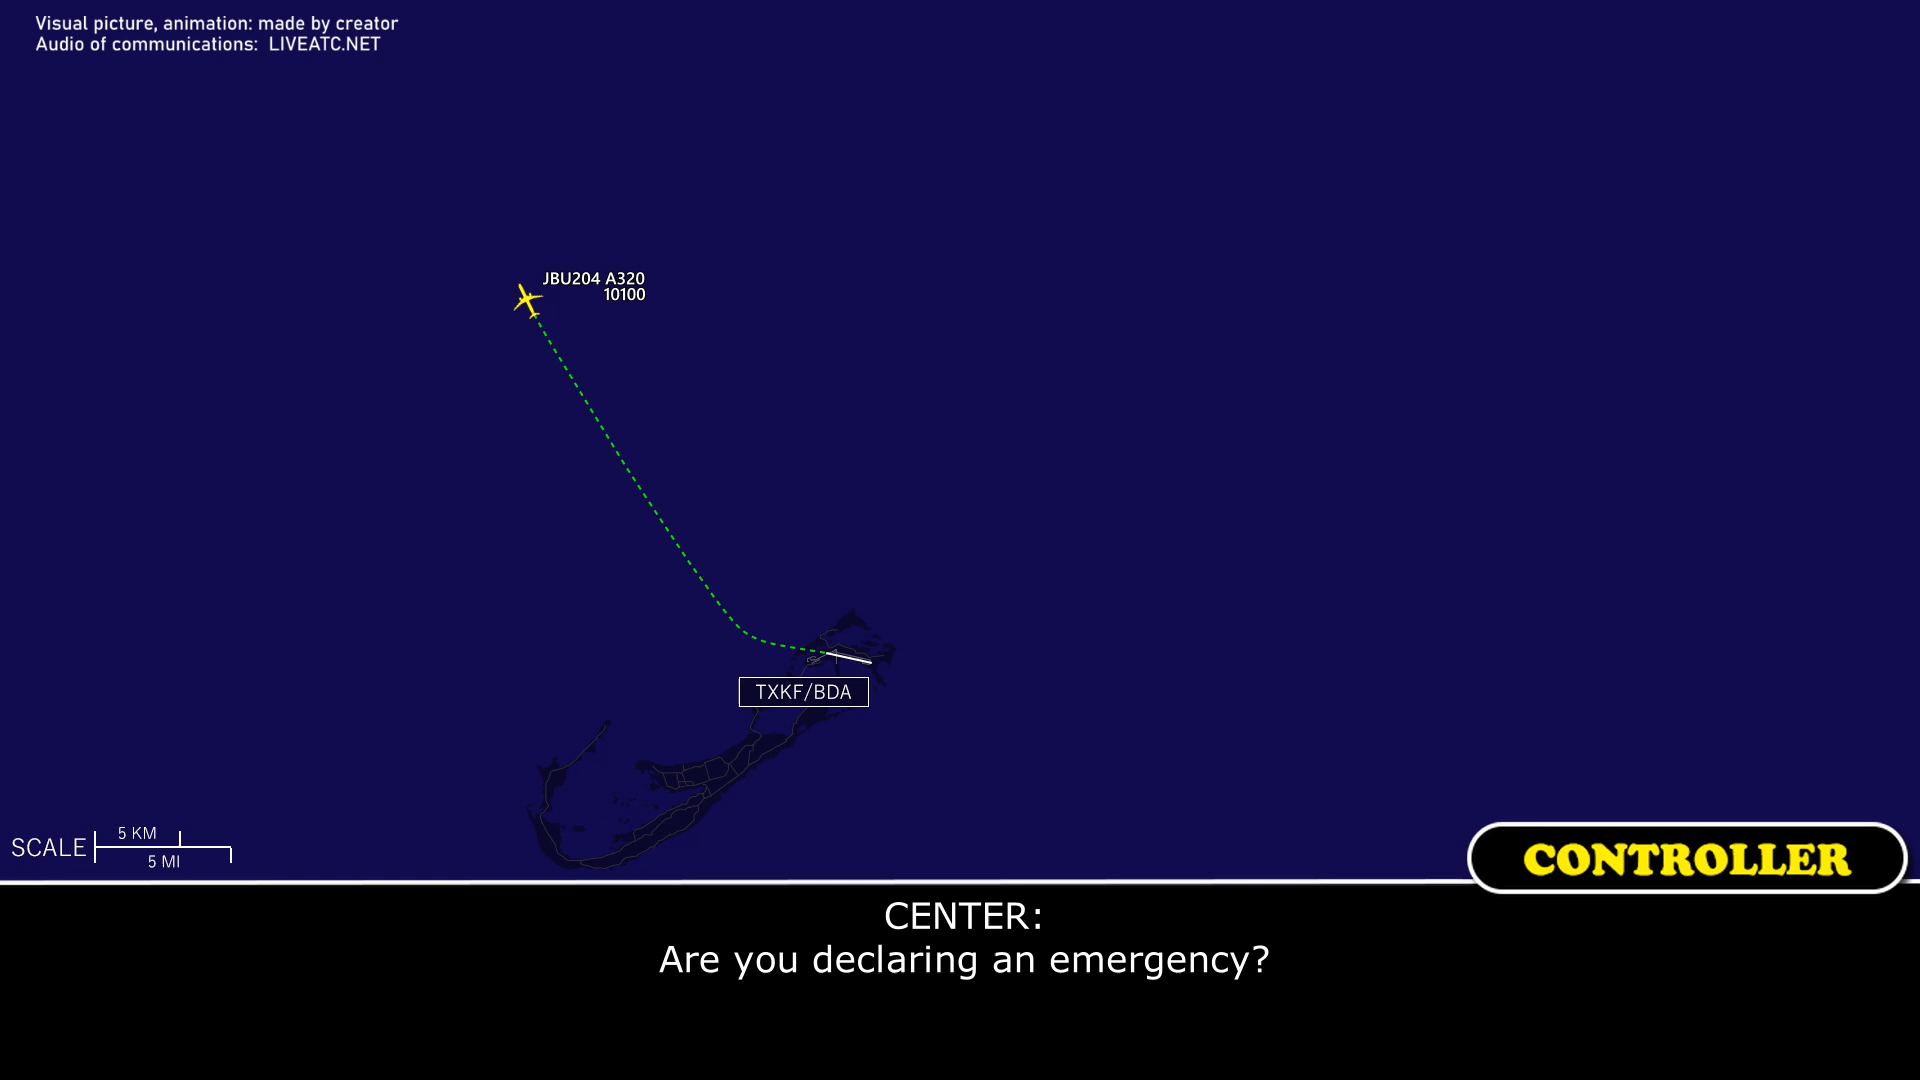 Visual picture, animation: made by creator
Audio of communications: LIVEATC.NET
JBU204 A320
10100
TXKF/BDA
5 KM
SCALE
5 MI
CONTROLLER
CENTER:
Are you declaring an emergency?